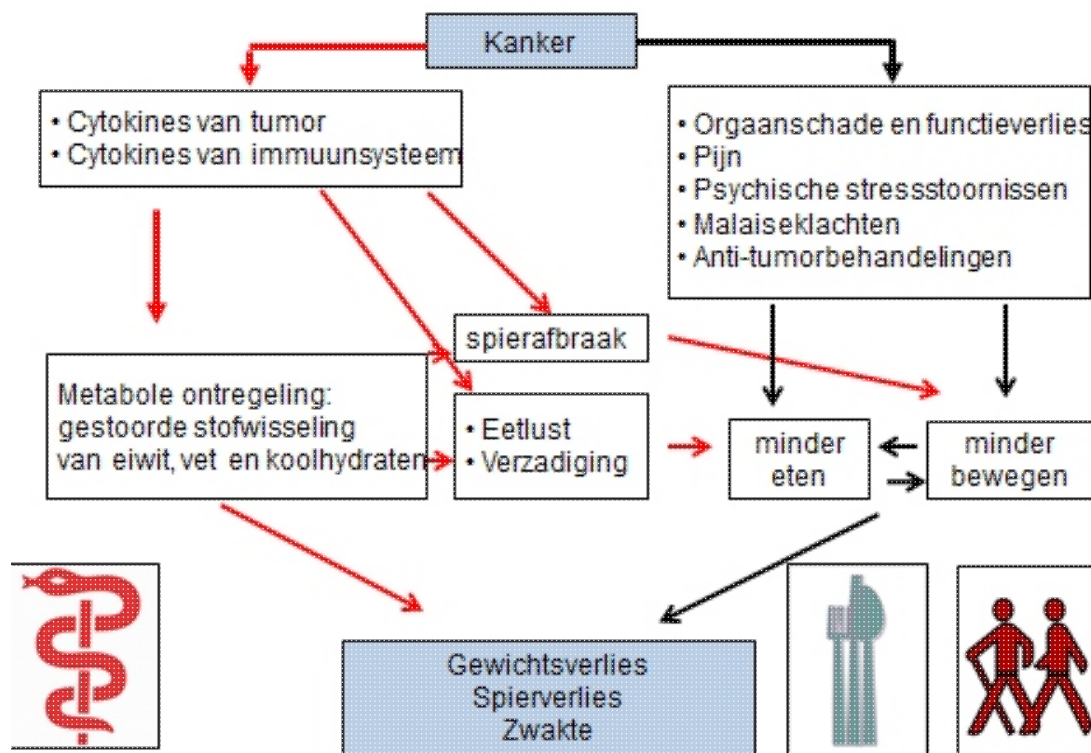 Kanker
• Cytokines van tumor
• Cytokines van immuunsysteem
• Orgaanschade en functieverlies
• Pijn
• Psychische stressstoornissen
• Malaiseklachten
• Anti-tumorbehandelingen
spierafbraak
Metabole ontregeling:
gestoorde stofwisseling
van eiwit, vet en koolhydraten
• Eetlust
• Verzadiging
minder
eten
minder
bewegen
Gewichtsverlies
Spierverlies
Zwakte